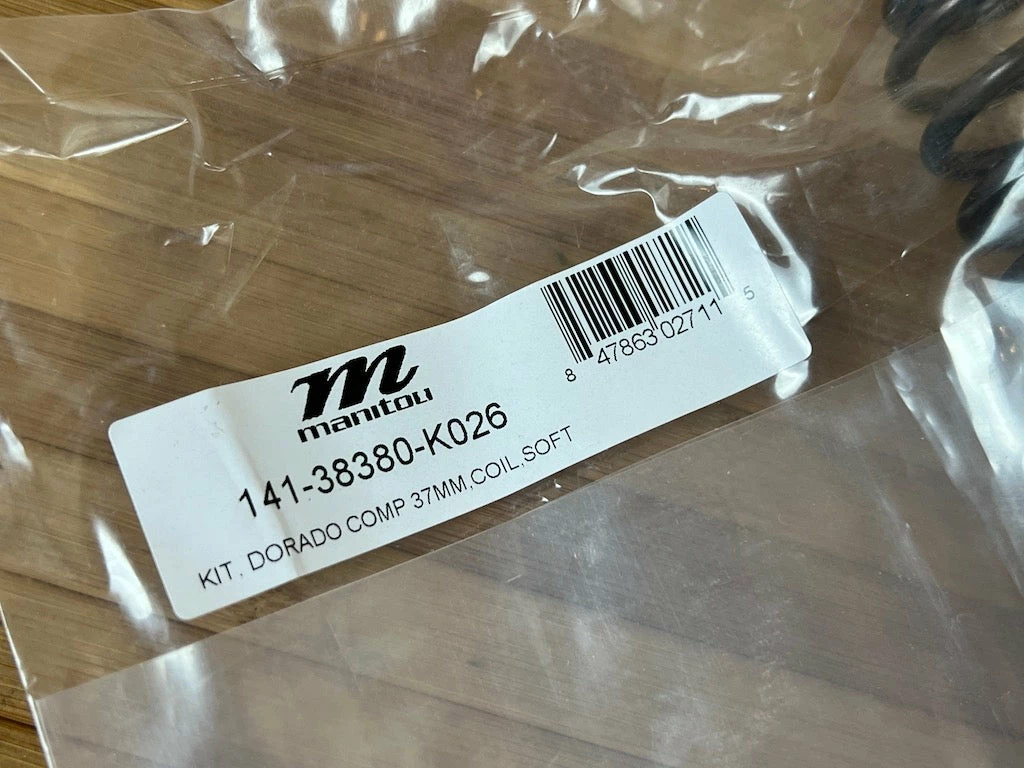 m
manitou
141-38380-K026
KIT, DORADO COMP 37MM,COIL,SOFT
8 47863 02711 5